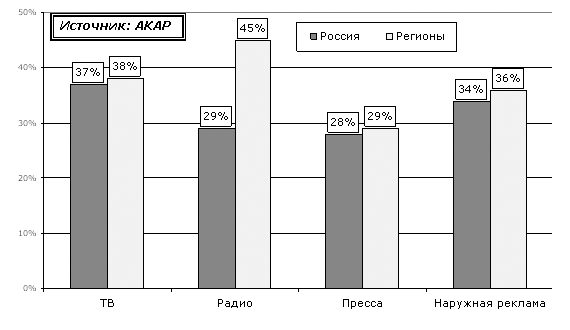 50%
Источник: АКАР
45%
Россия
Регионы
40%
37%
38%
36%
34%
30%
29%
28%
29%
20%
10%
0%
ТВ
Радио
Пресса
Наружная реклама